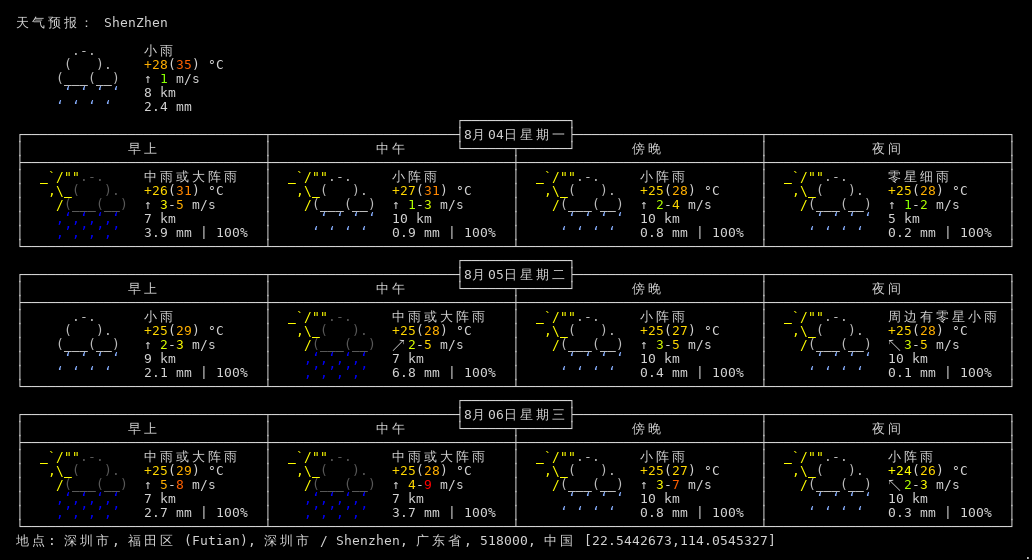 天气预报： ShenZhen
小雨
+28(35) °C
↑ 1 m/s
8 km
2.4 mm
8月04日星期一
早上 中午 傍晚 夜间
中雨或大阵雨 小阵雨 小阵雨 零星细雨
+26(31) °C +27(31) °C +25(28) °C +25(28) °C
↑ 3-5 m/s ↑ 1-3 m/s ↑ 2-4 m/s ↑ 1-2 m/s
7 km 10 km 10 km 5 km
3.9 mm | 100% 0.9 mm | 100% 0.8 mm | 100% 0.2 mm | 100%
8月05日星期二
早上 中午 傍晚 夜间
小雨 中雨或大阵雨 小阵雨 周边有零星小雨
+25(29) °C +25(28) °C +25(27) °C +25(28) °C
↑ 2-3 m/s ↗ 2-5 m/s ↑ 3-5 m/s ↖ 3-5 m/s
9 km 7 km 10 km 10 km
2.1 mm | 100% 6.8 mm | 100% 0.4 mm | 100% 0.1 mm | 100%
8月06日星期三
早上 中午 傍晚 夜间
中雨或大阵雨 中雨或大阵雨 小阵雨 小阵雨
+25(29) °C +25(28) °C +25(27) °C +24(26) °C
↑ 5-8 m/s ↑ 4-9 m/s ↑ 3-7 m/s ↖ 2-3 m/s
7 km 7 km 10 km 10 km
2.7 mm | 100% 3.7 mm | 100% 0.8 mm | 100% 0.3 mm | 100%
地点: 深圳市, 福田区 (Futian), 深圳市 / Shenzhen, 广东省, 518000, 中国 [22.5442673,114.0545327]